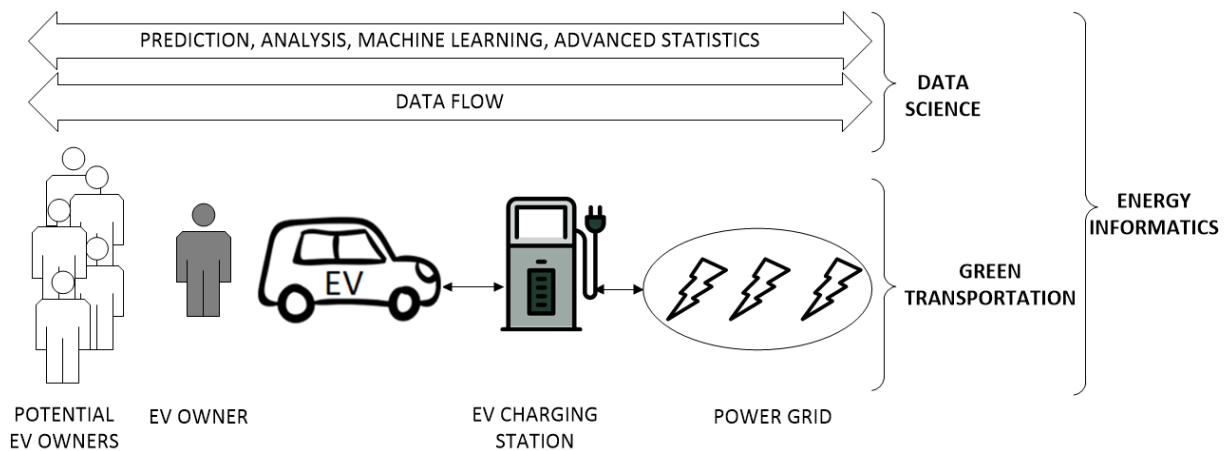 PREDICTION, ANALYSIS, MACHINE LEARNING, ADVANCED STATISTICS
DATA FLOW
DATA
SCIENCE
ENERGY
INFORMATICS
EV
GREEN
TRANSPORTATION
POTENTIAL
EV OWNERS
EV OWNER
EV CHARGING
STATION
POWER GRID